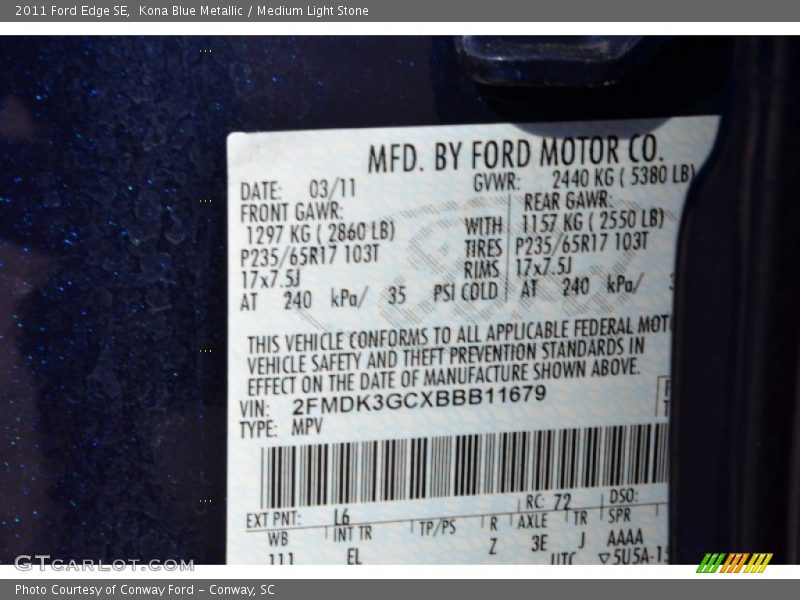 2011 Ford Edge SE,  Kona Blue Metallic / Medium Light Stone
MFD. BY FORD MOTOR CO.
DATE: 03/11 GVWR: 2440 KG ( 5380 LB)
FRONT GAWR: REAR GAWR:
1297 KG ( 2860 LB) WITH 1157 KG ( 2550 LB)
P235/65R17 103T TIRES P235/65R17 103T
17x7.5J RIMS 17x7.5J
AT 240 kPa/ 35 PSI COLD AT 240 kPa/
THIS VEHICLE CONFORMS TO ALL APPLICABLE FEDERAL MOT
VEHICLE SAFETY AND THEFT PREVENTION STANDARDS IN
EFFECT ON THE DATE OF MANUFACTURE SHOWN ABOVE.
VIN: 2FMDK3GCXBBB11679
TYPE: MPV
EXT PNT: L6 RC: 72 DSO:
WB INT TR TP/PS R AXLE TR SPR
111 EL Z 3E J AAAA
UTC ▽5U5A-15
GTcarlot.com
Photo Courtesy of Conway Ford – Conway, SC